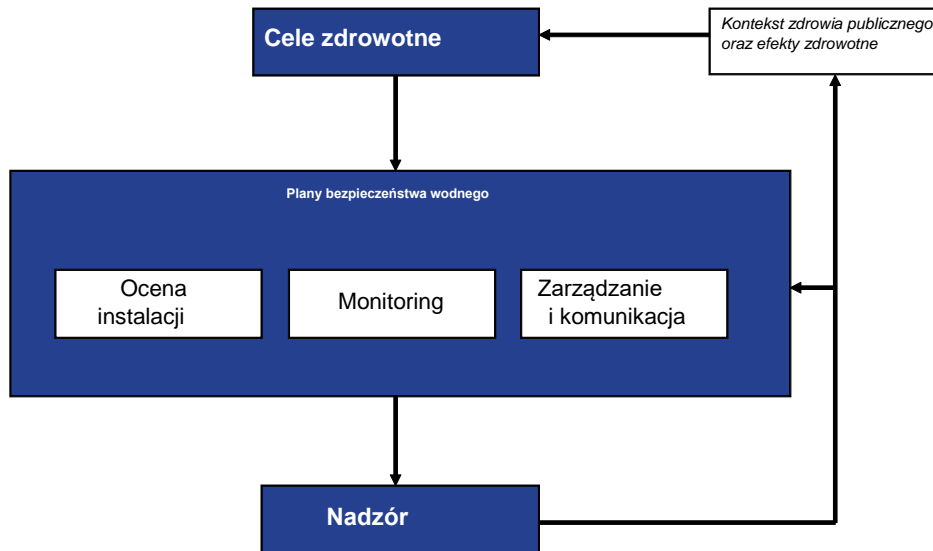 Cele zdrowotne
Kontekst zdrowia publicznego
oraz efekty zdrowotne
Plany bezpieczeństwa wodnego
Ocena
instalacji
Monitoring
Zarządzanie
i komunikacja
Nadzór